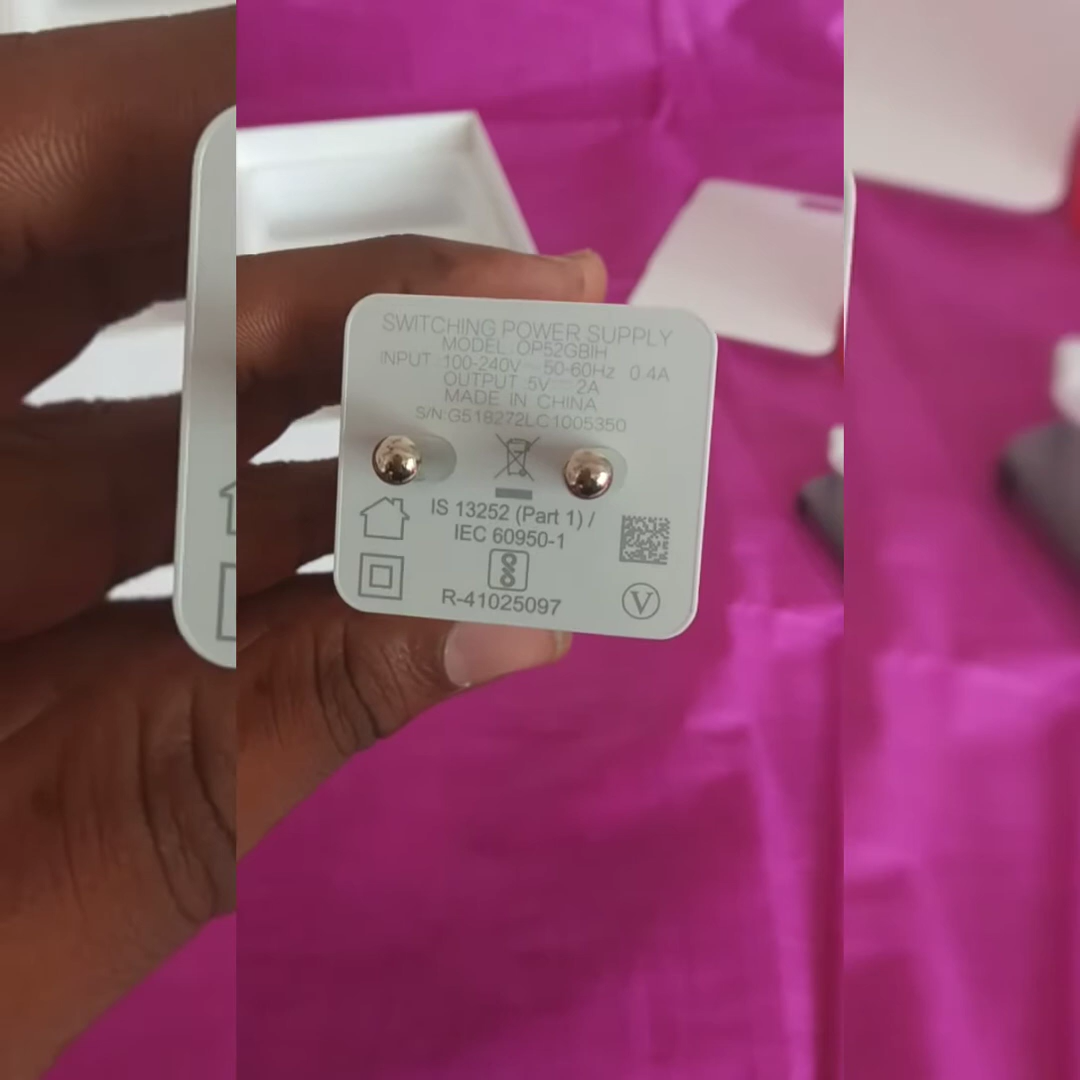 SWITCHING POWER SUPPLY
MODEL OP52GBIH
INPUT 100-240V~ 50-60Hz 0.4A
OUTPUT 5V 2A
MADE IN CHINA
S/N:G518272LC1005350
IS 13252 (Part 1) /
IEC 60950-1
R-41025097
V